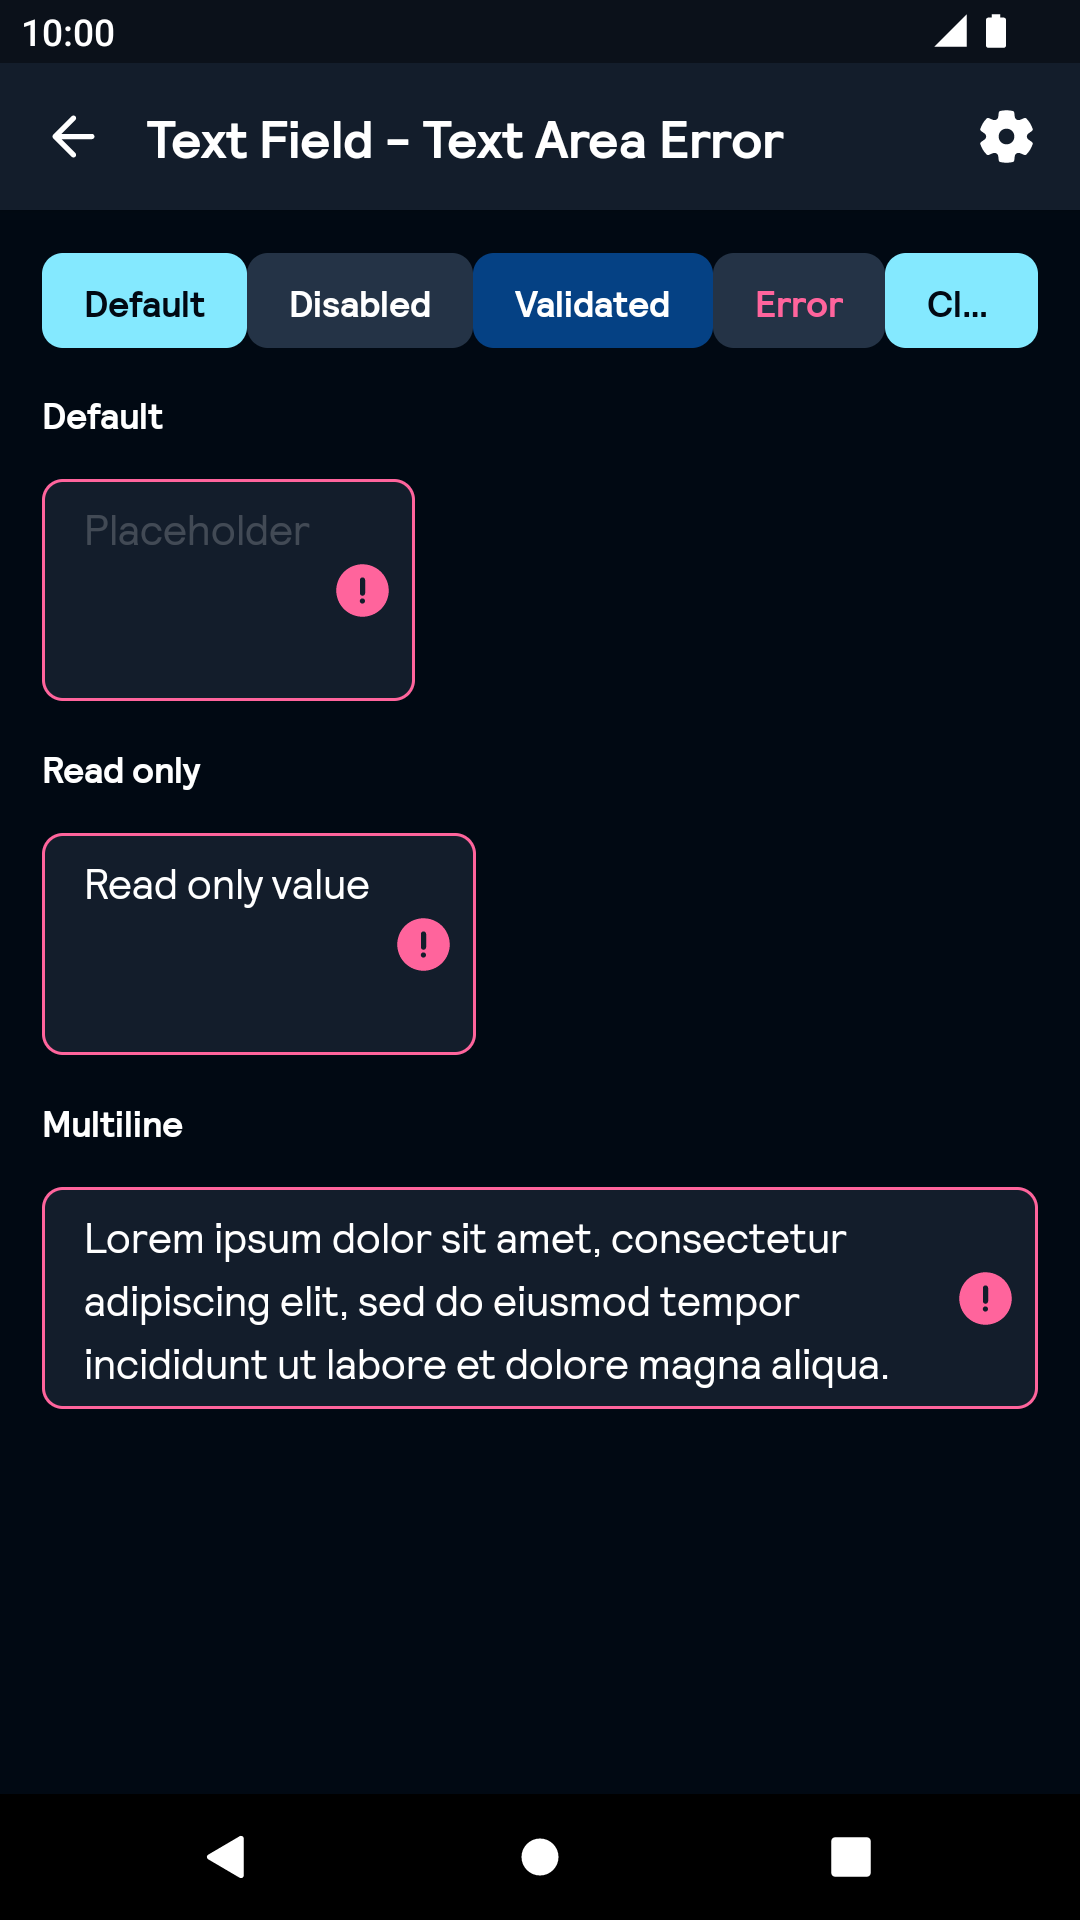 10:00
Text Field - Text Area Error
Default Disabled Validated Error Cl...
Default
Placeholder
Read only
Read only value
Multiline
Lorem ipsum dolor sit amet, consectetur
adipiscing elit, sed do eiusmod tempor
incididunt ut labore et dolore magna aliqua.